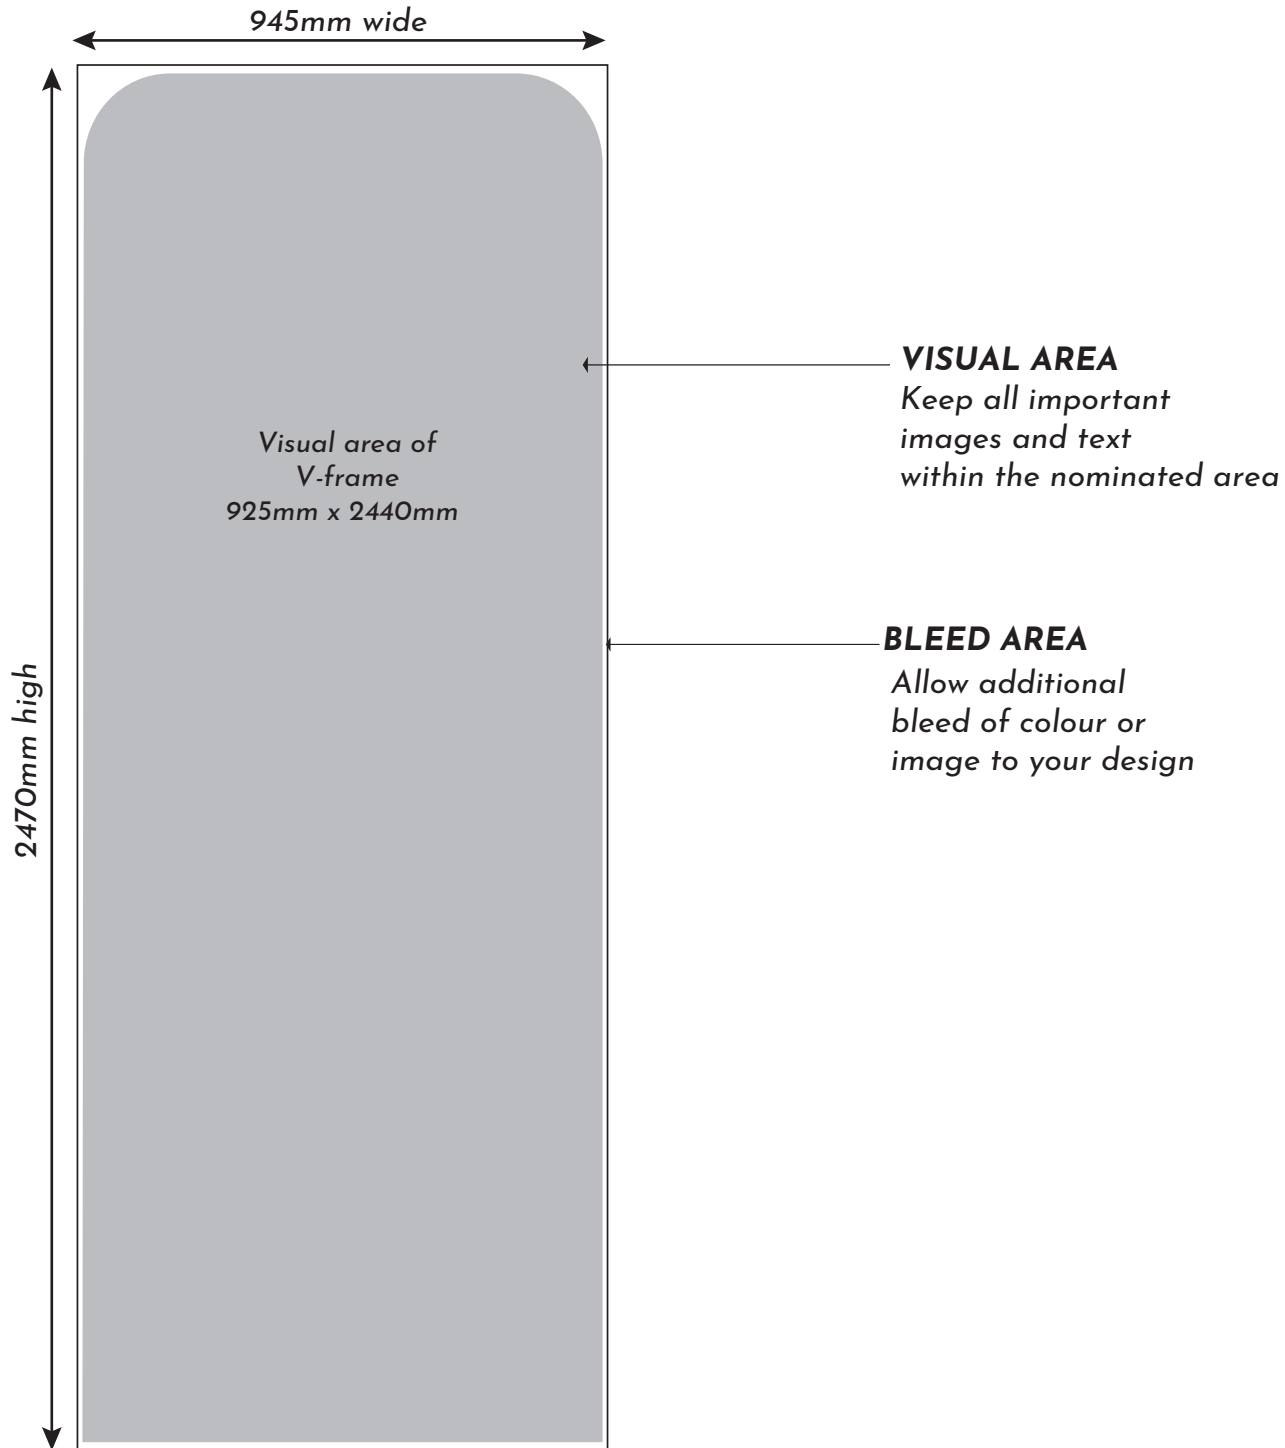 945mm wide
VISUAL AREA
Keep all important
images and text
within the nominated area
Visual area of
V-frame
925mm x 2440mm
BLEED AREA
Allow additional
bleed of colour or
image to your design
2470mm high